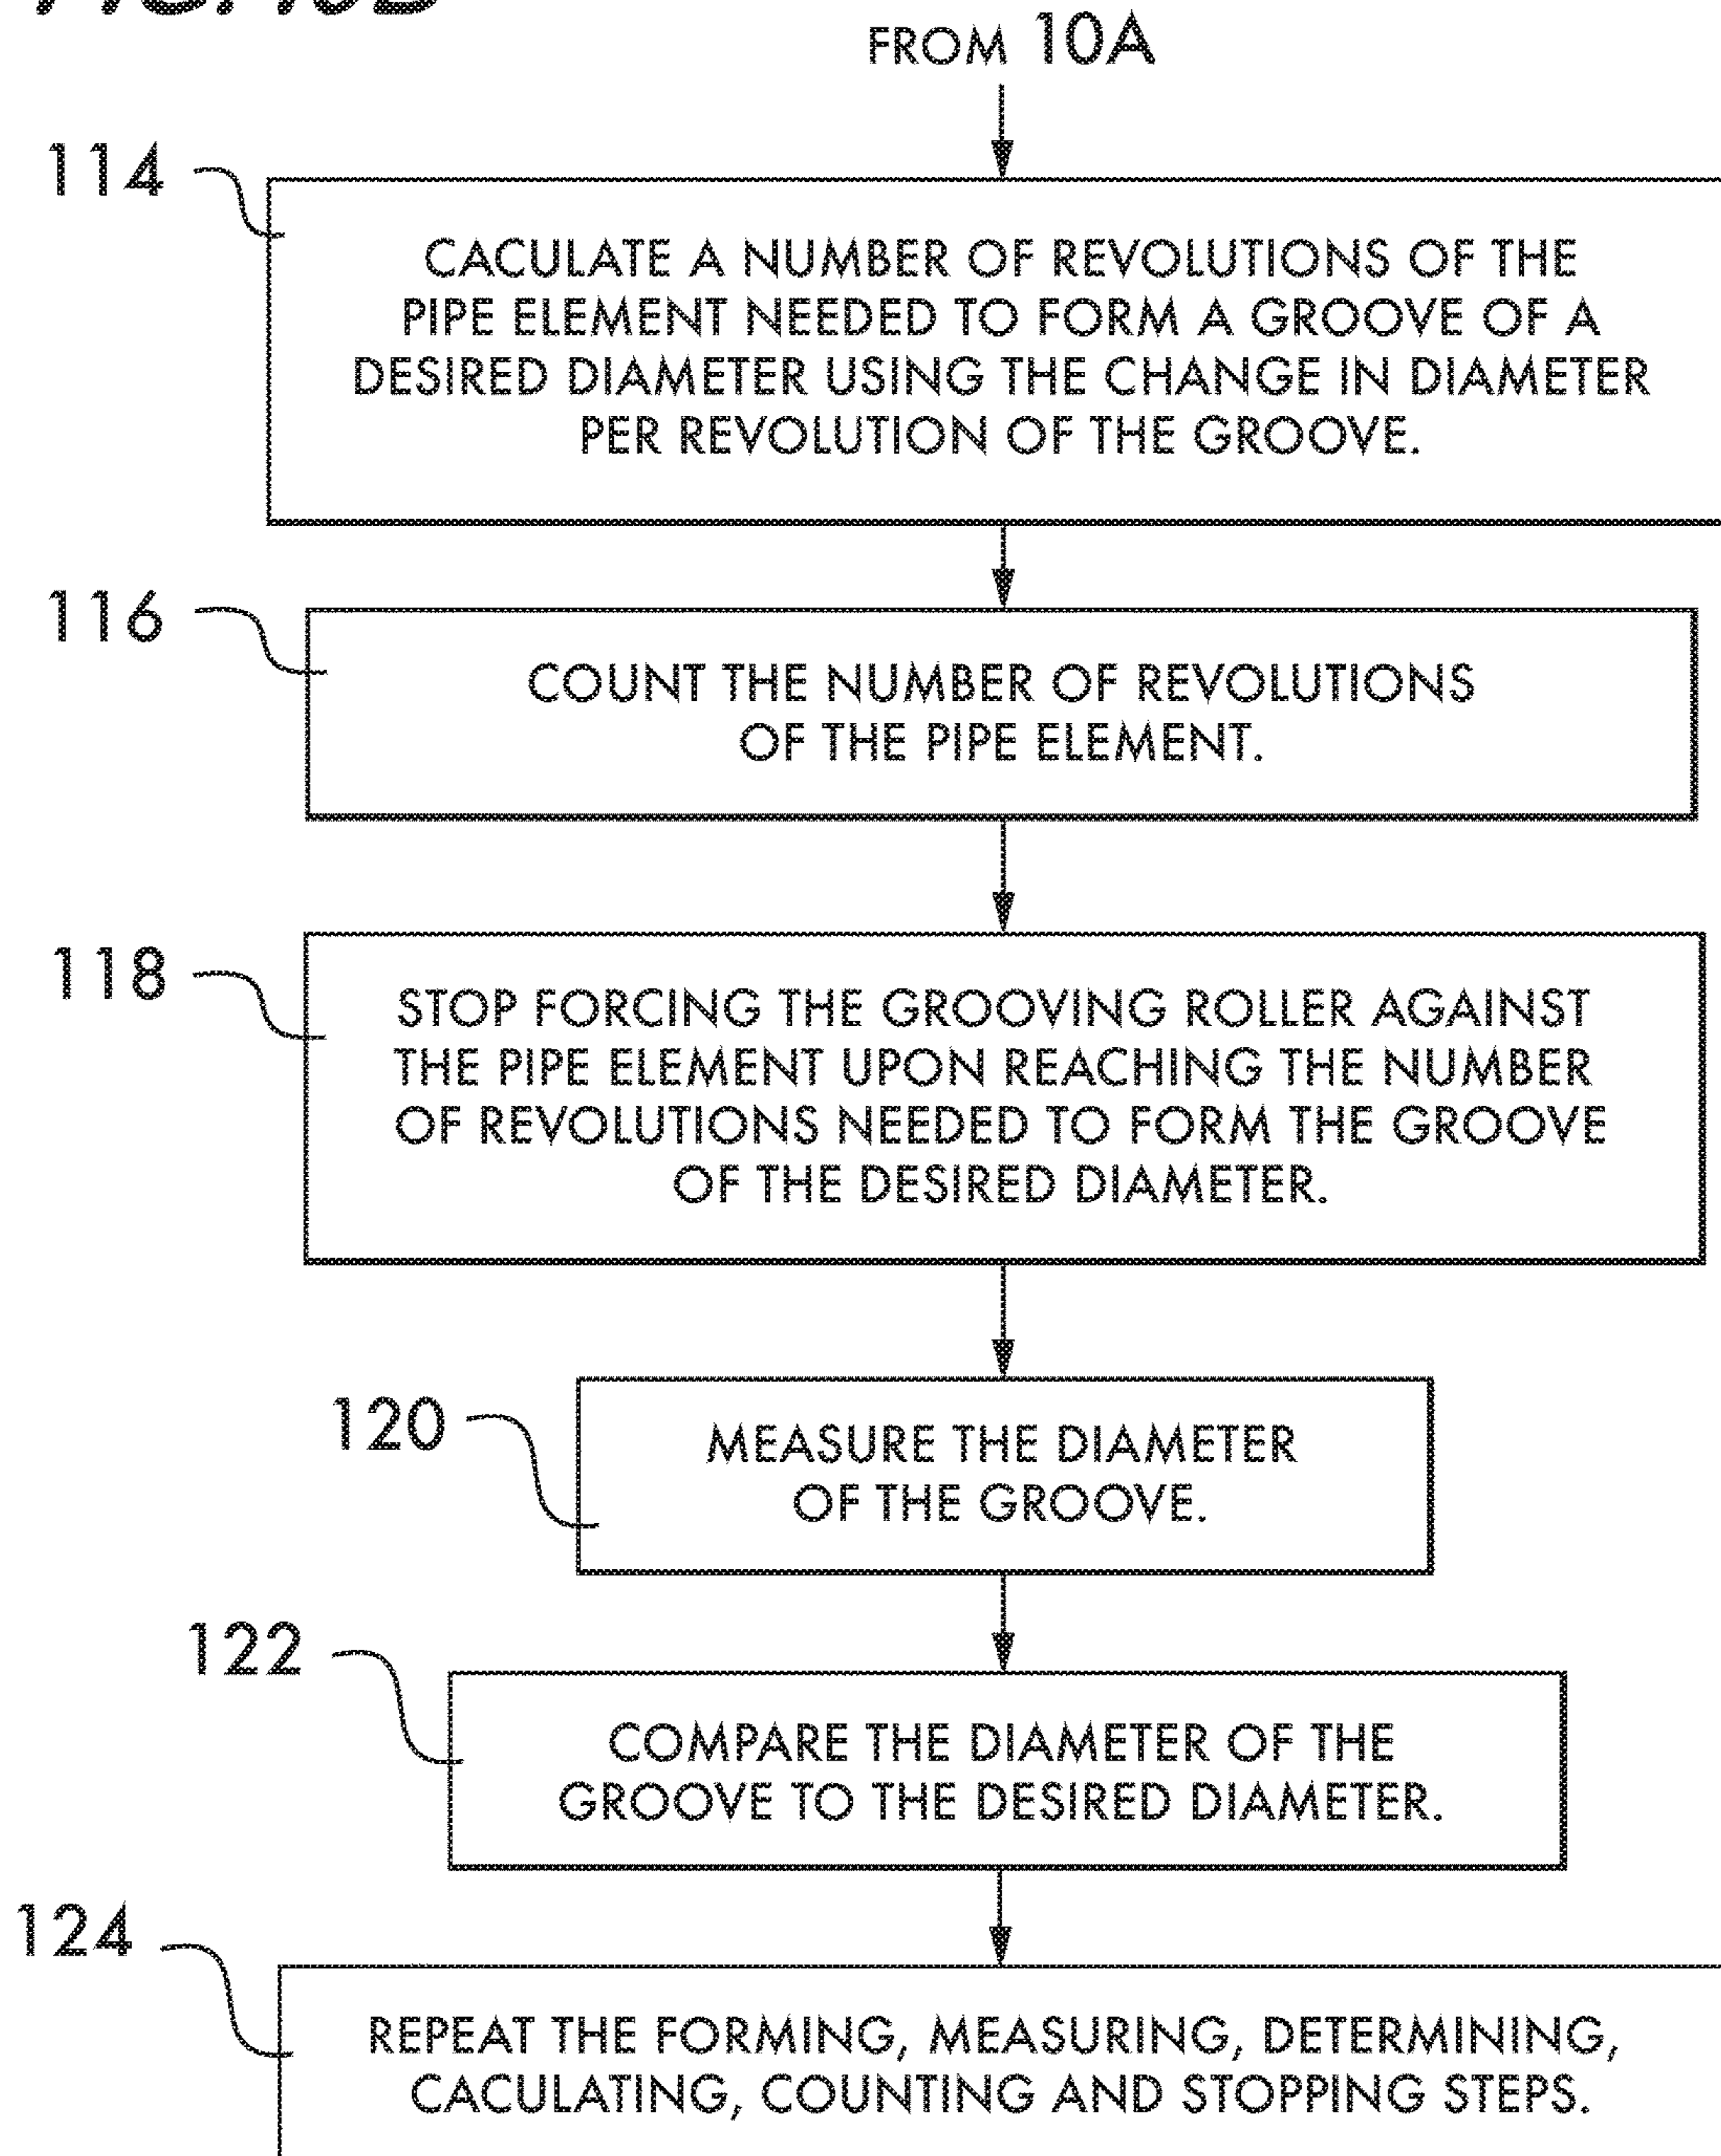 FROM 10A
114
CACULATE A NUMBER OF REVOLUTIONS OF THE
PIPE ELEMENT NEEDED TO FORM A GROOVE OF A
DESIRED DIAMETER USING THE CHANGE IN DIAMETER
PER REVOLUTION OF THE GROOVE.
116
COUNT THE NUMBER OF REVOLUTIONS
OF THE PIPE ELEMENT.
118
STOP FORCING THE GROOVING ROLLER AGAINST
THE PIPE ELEMENT UPON REACHING THE NUMBER
OF REVOLUTIONS NEEDED TO FORM THE GROOVE
OF THE DESIRED DIAMETER.
120
MEASURE THE DIAMETER
OF THE GROOVE.
122
COMPARE THE DIAMETER OF THE
GROOVE TO THE DESIRED DIAMETER.
124
REPEAT THE FORMING, MEASURING, DETERMINING,
CACULATING, COUNTING AND STOPPING STEPS.